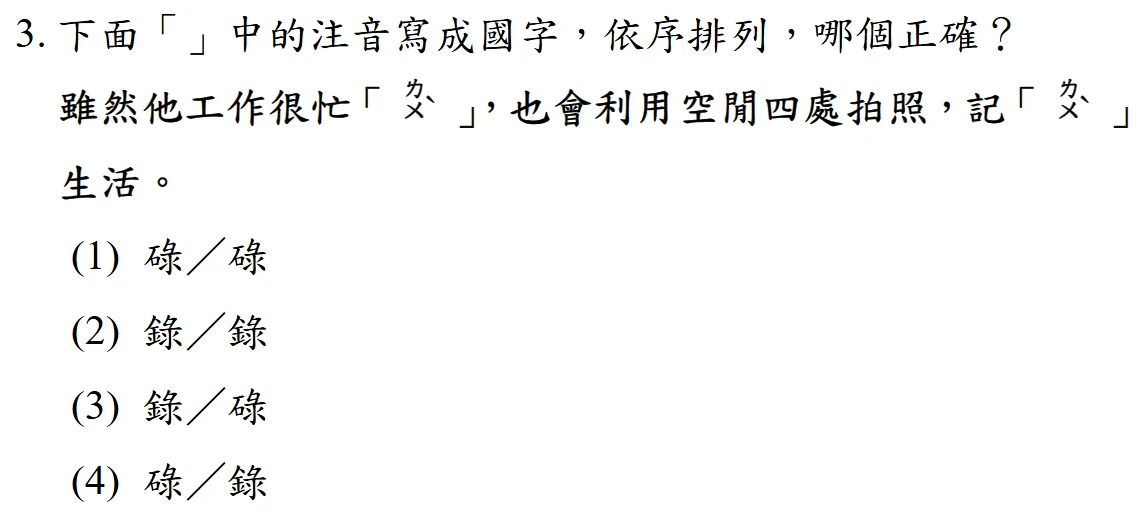 3. 下面「 」中的注音寫成國字，依序排列，哪個正確？
雖然他工作很忙「 ㄌㄨˋ 」，也會利用空閒四處拍照，記「 ㄌㄨˋ 」
生活。
(1) 碌／碌
(2) 錄／錄
(3) 錄／碌
(4) 碌／錄